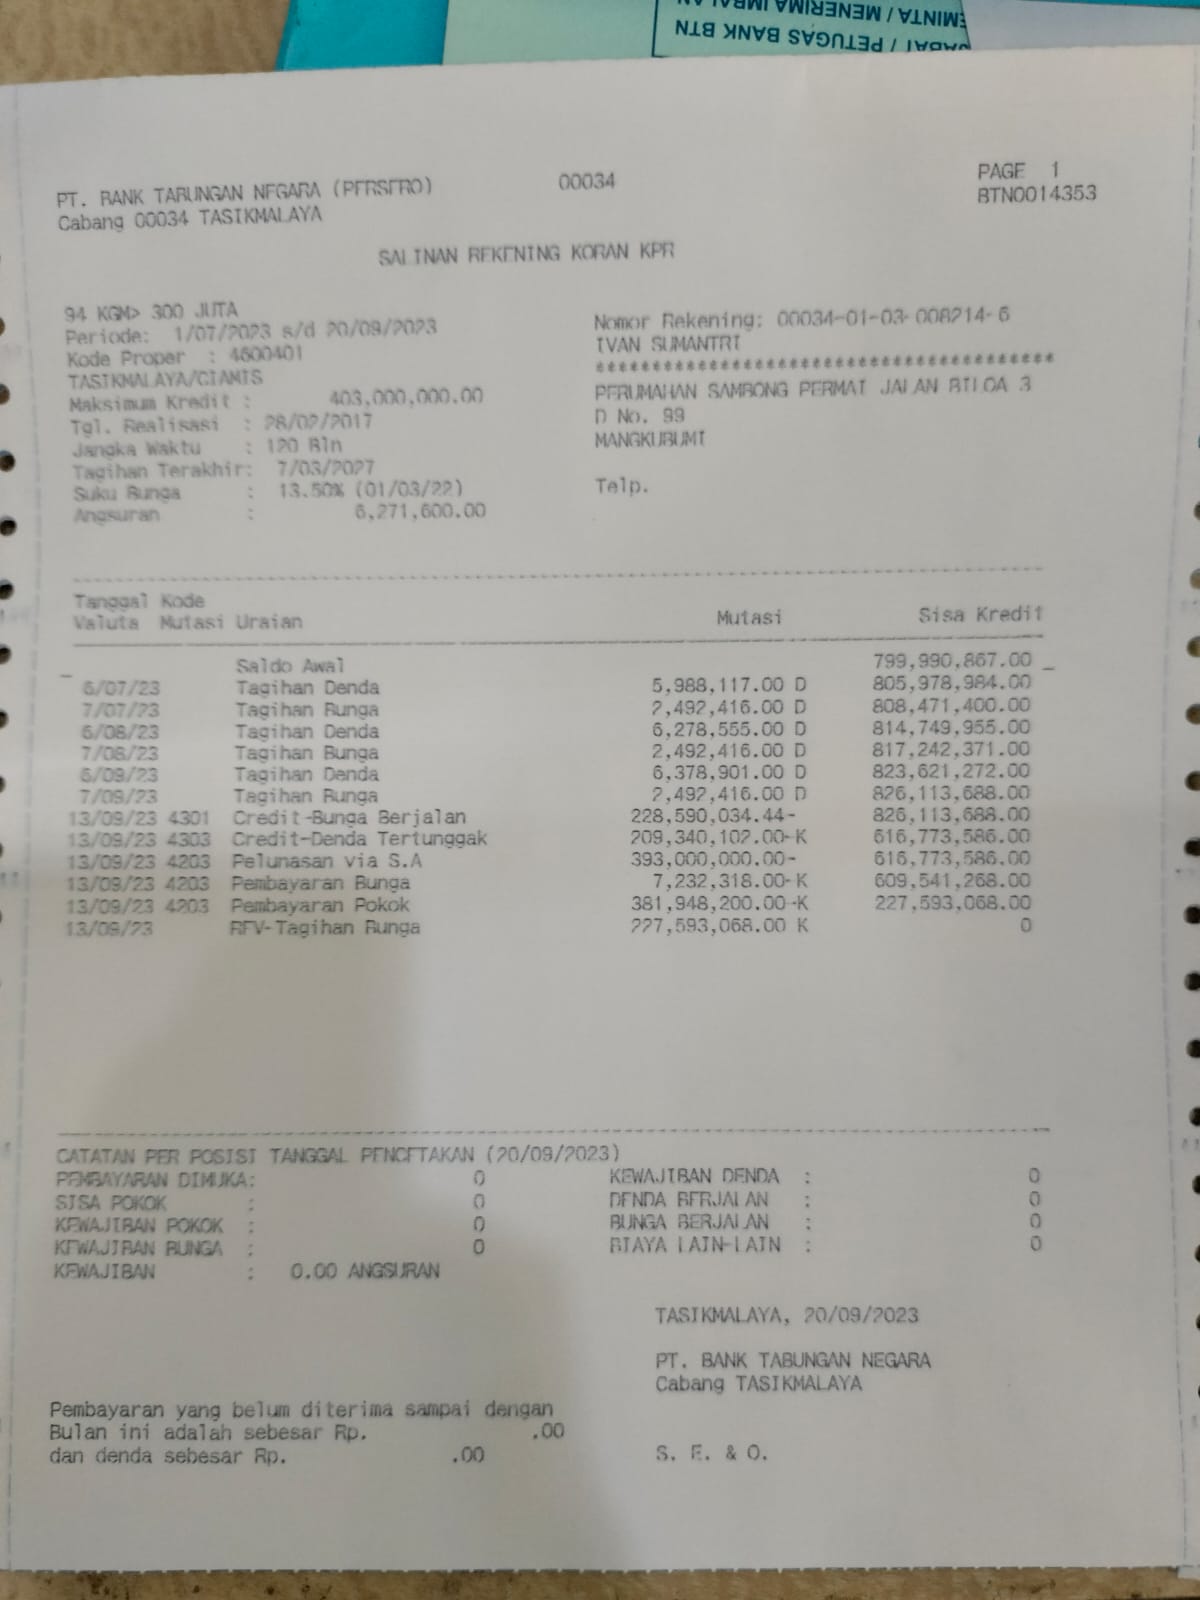 EMINTA / MENERIMA IMBALAN
JABAT / PETUGAS BANK BTN
PT. BANK TABUNGAN NEGARA (PERSERO) 00034 PAGE 1
Cabang 00034 TASIKMALAYA BTN0014353
SALINAN REKENING KORAN KPR
94 KGM> 300 JUTA
Periode: 1/07/2023 s/d 20/09/2023
Kode Proper : 4600401
TASIKMALAYA/CIAMIS
Maksimum Kredit : 403,000,000.00
Tgl. Realisasi : 28/02/2017
Jangka Waktu : 120 Bln
Tagihan Terakhir: 7/03/2027
Suku Bunga : 13.50% (01/03/22)
Angsuran : 6,271,600.00
Nomor Rekening: 00034-01-03-008214-6
IVAN SUMANTRI
****************************************
PERUMAHAN SAMBONG PERMAI JALAN BILOA 3
D No. 99
MANGKUBUMI
Telp.
Tanggal Kode
Valuta Mutasi Uraian Mutasi Sisa Kredit
Saldo Awal 799,990,867.00
6/07/23 Tagihan Denda 5,988,117.00 D 805,978,984.00
7/07/23 Tagihan Bunga 2,492,416.00 D 808,471,400.00
6/08/23 Tagihan Denda 6,278,555.00 D 814,749,955.00
7/08/23 Tagihan Bunga 2,492,416.00 D 817,242,371.00
6/09/23 Tagihan Denda 6,378,901.00 D 823,621,272.00
7/09/23 Tagihan Bunga 2,492,416.00 D 826,113,688.00
13/09/23 4301 Credit-Bunga Berjalan 228,590,034.44- 826,113,688.00
13/09/23 4303 Credit-Denda Tertunggak 209,340,102.00-K 616,773,586.00
13/09/23 4203 Pelunasan via S.A 393,000,000.00- 616,773,586.00
13/09/23 4203 Pembayaran Bunga 7,232,318.00-K 609,541,268.00
13/09/23 4203 Pembayaran Pokok 381,948,200.00-K 227,593,068.00
13/09/23 REV-Tagihan Bunga 227,593,068.00 K 0
CATATAN PER POSISI TANGGAL PENCETAKAN (20/09/2023)
PEMBAYARAN DIMUKA: 0 KEWAJIBAN DENDA : 0
SISA POKOK : 0 DENDA BERJALAN : 0
KEWAJIBAN POKOK : 0 BUNGA BERJALAN : 0
KEWAJIBAN BUNGA : 0 BIAYA LAIN-LAIN : 0
KEWAJIBAN : 0.00 ANGSURAN
TASIKMALAYA, 20/09/2023
PT. BANK TABUNGAN NEGARA
Cabang TASIKMALAYA
Pembayaran yang belum diterima sampai dengan
Bulan ini adalah sebesar Rp. .00
dan denda sebesar Rp. .00
S. E. & O.